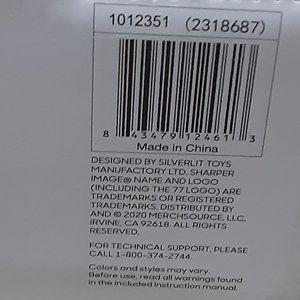 1012351 (2318687)
8 43479 12461 3
Made in China
DESIGNED BY SILVERLIT TOYS
MANUFACTORY LTD. SHARPER
IMAGE® NAME AND LOGO
(INCLUDING THE 77 LOGO) ARE
TRADEMARKS OR REGISTERED
TRADEMARKS. DISTRIBUTED BY
AND © 2020 MERCHSOURCE, LLC,
IRVINE, CA 92618. ALL RIGHTS
RESERVED.
FOR TECHNICAL SUPPORT, PLEASE
CALL 1-800-374-2744.
Colors and styles may vary.
Before use, read all warnings found
in the included instruction manual.